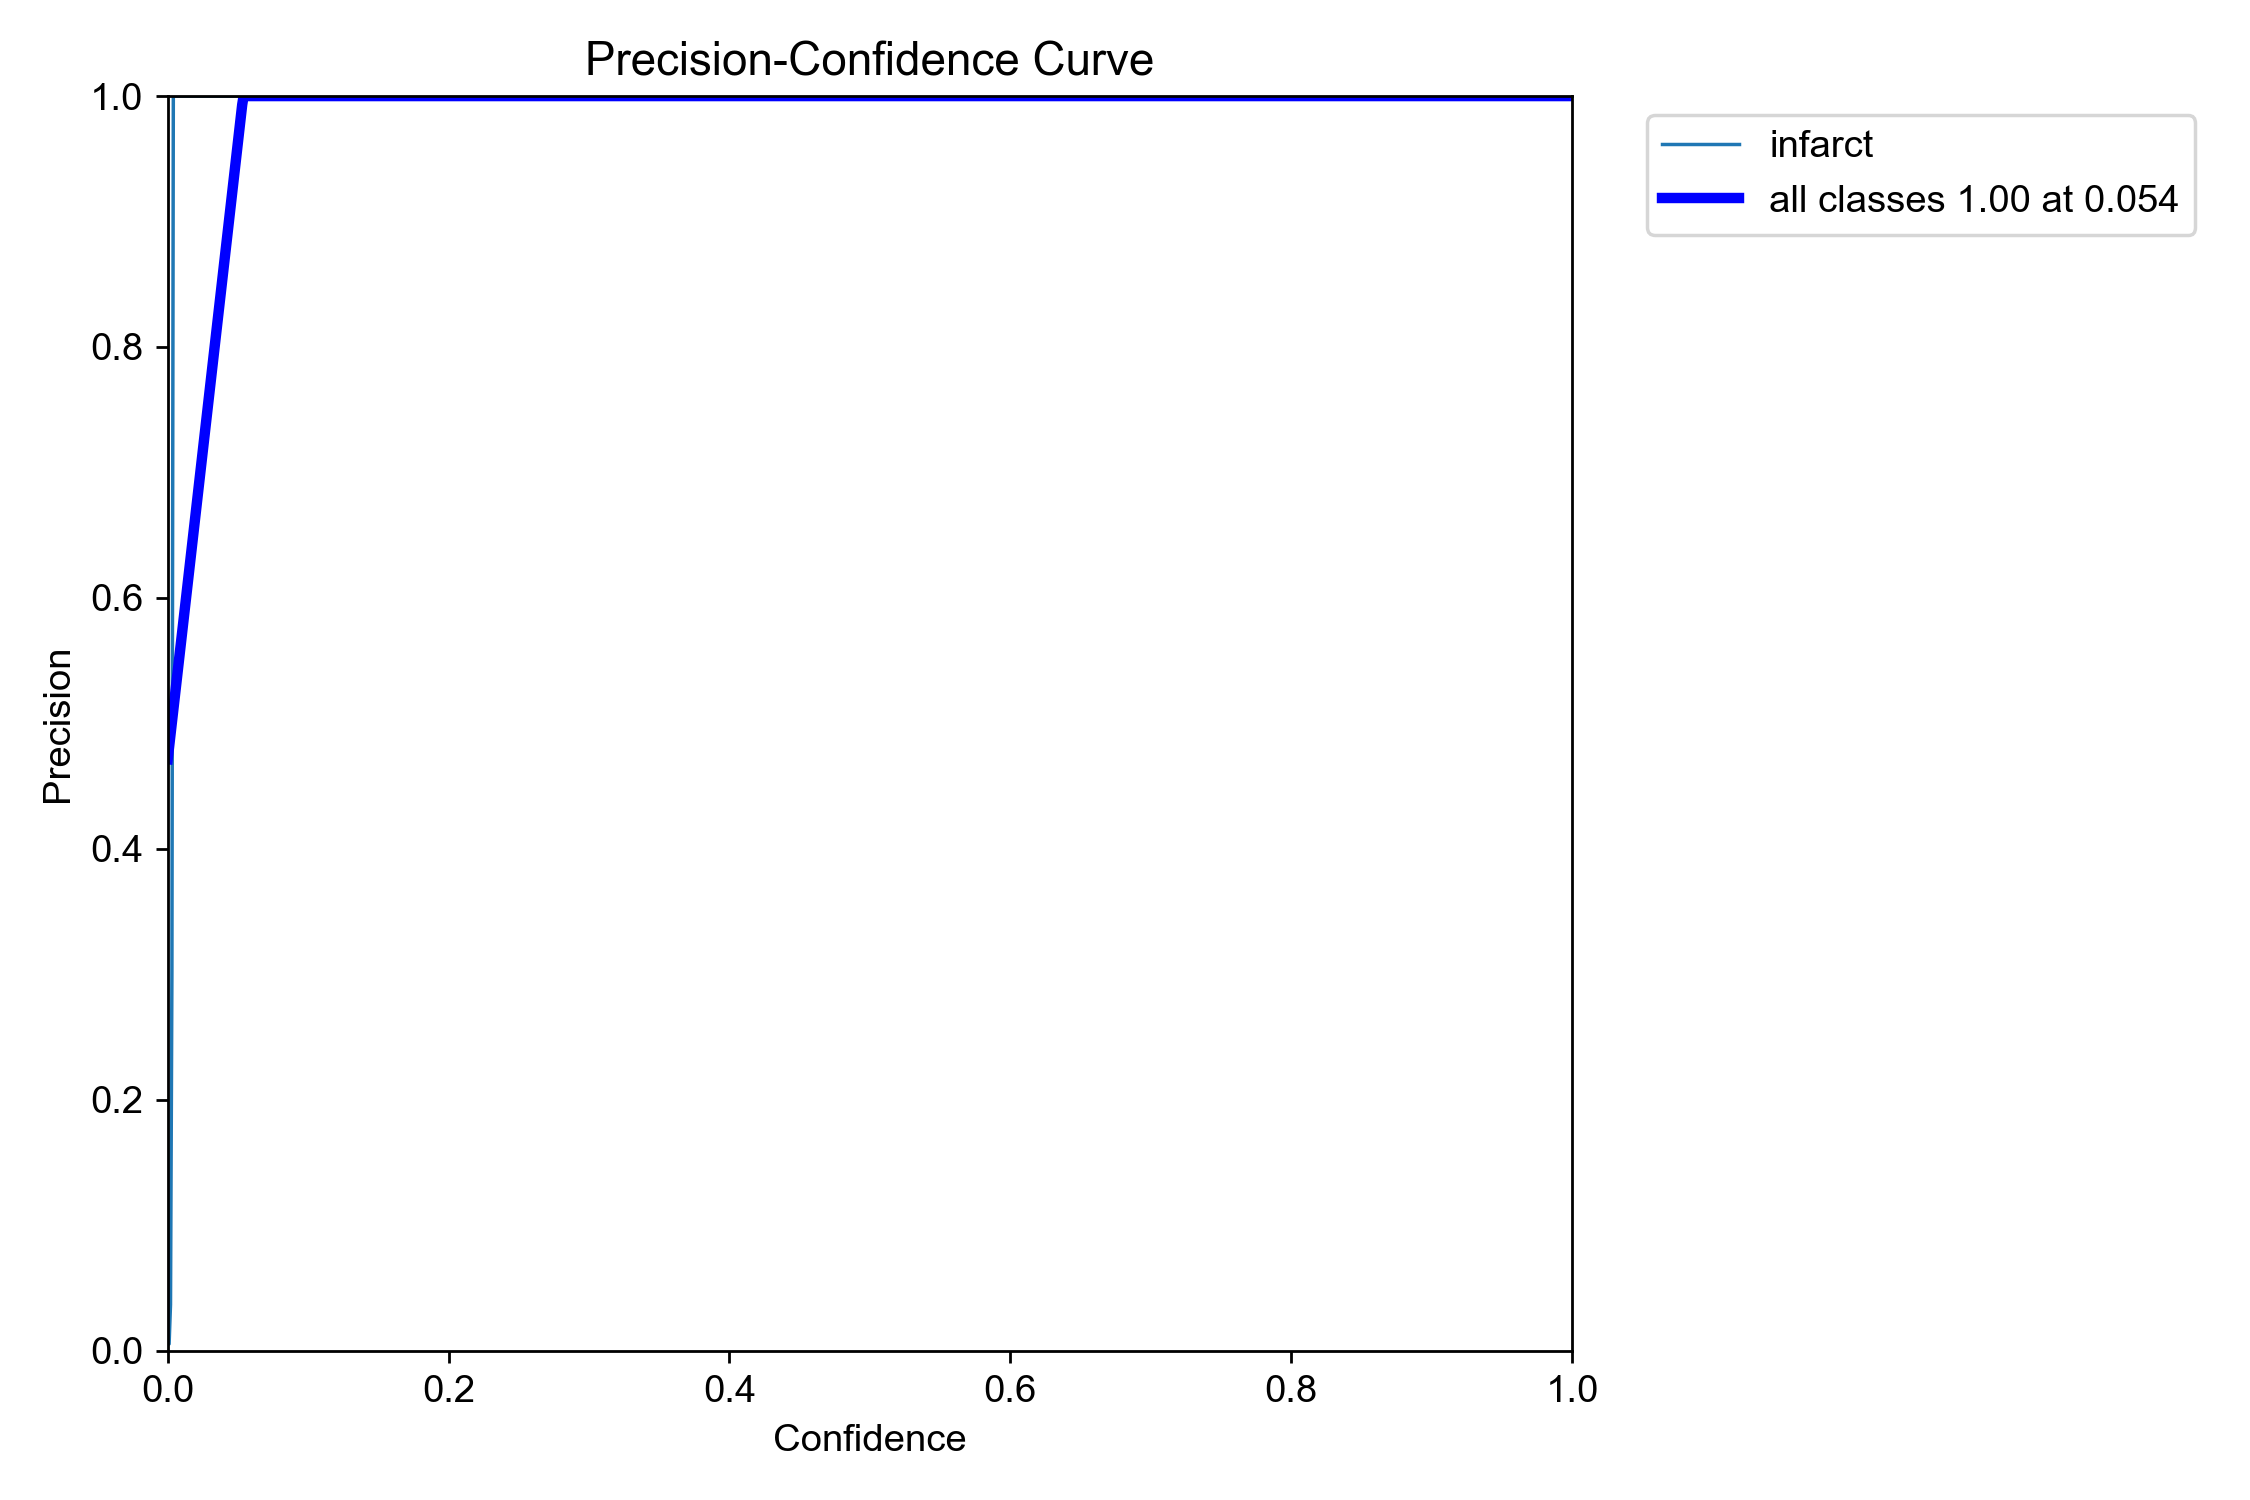 Precision-Confidence Curve
1.0
0.8
0.6
0.4
0.2
0.0
Precision
0.0 0.2 0.4 0.6 0.8 1.0
Confidence
infarct
all classes 1.00 at 0.054